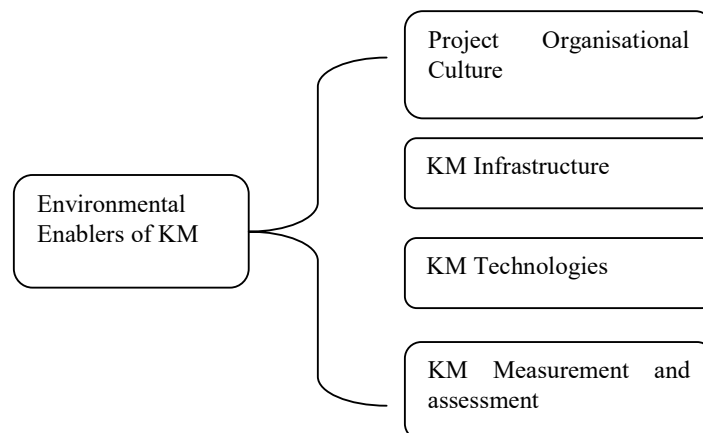 Project Organisational
Culture
KM Infrastructure
Environmental
Enablers of KM
KM Technologies
KM Measurement and
assessment